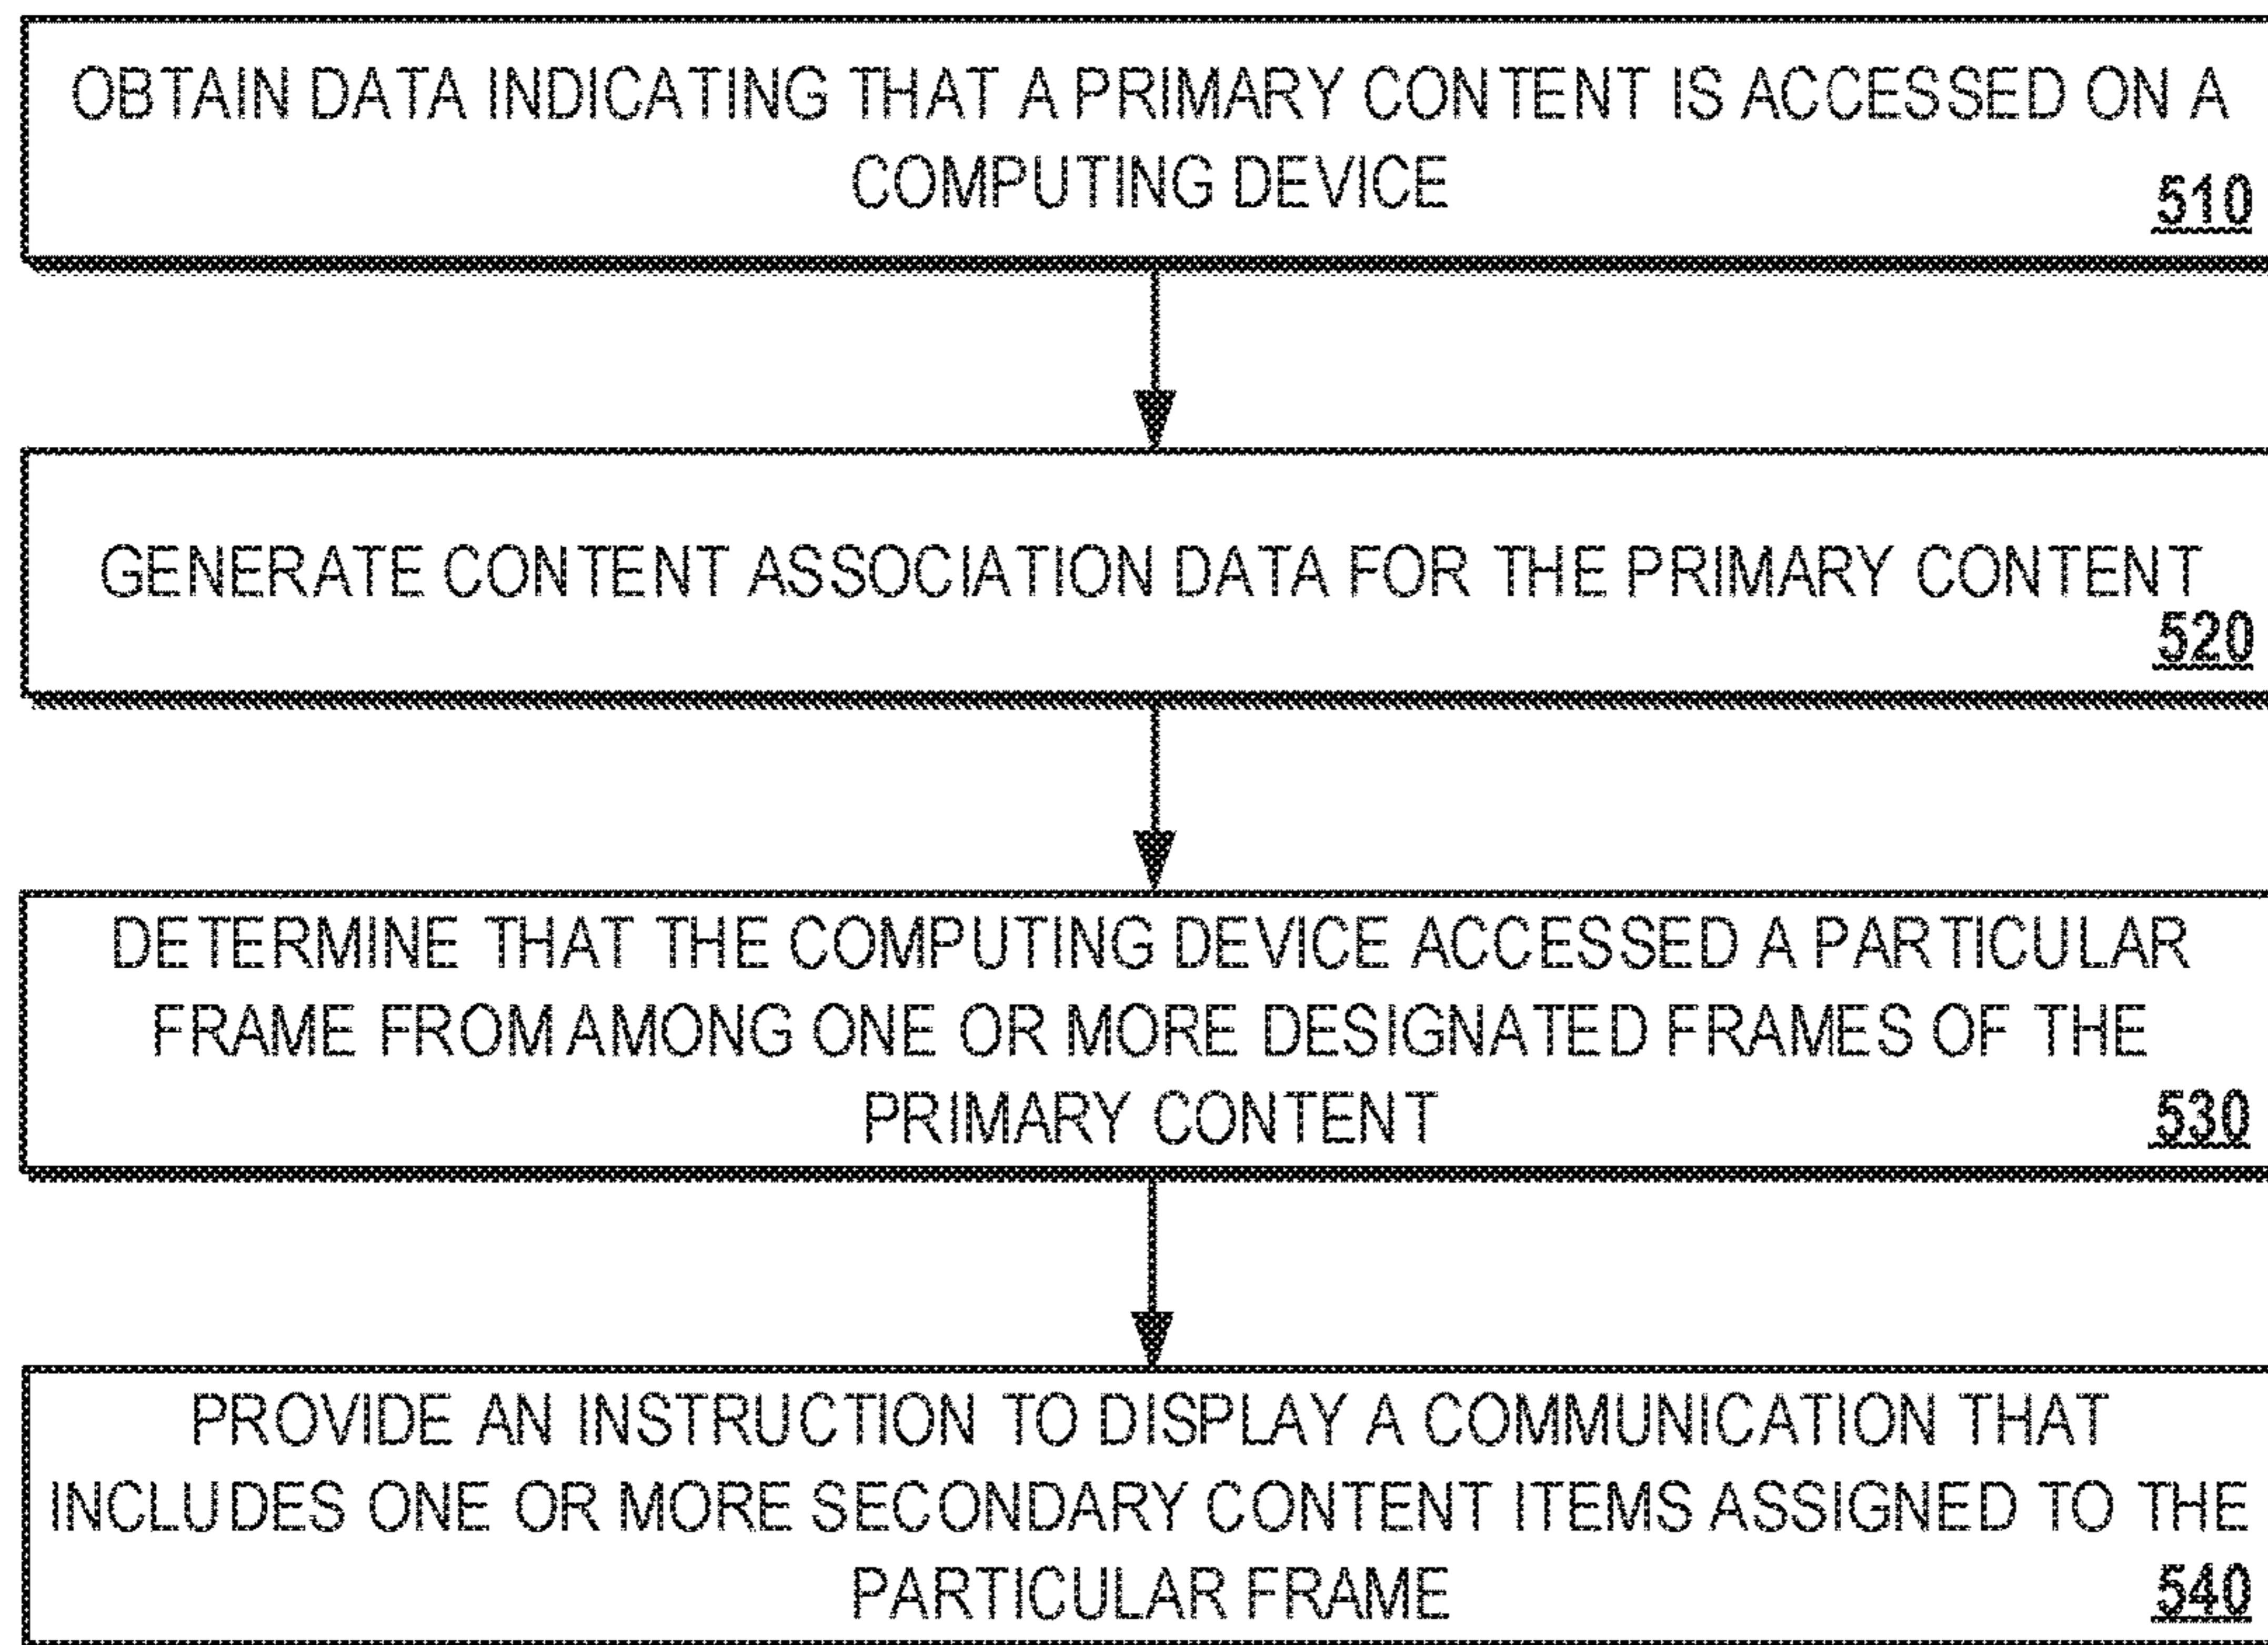 OBTAIN DATA INDICATING THAT A PRIMARY CONTENT IS ACCESSED ON A
COMPUTING DEVICE
510
GENERATE CONTENT ASSOCIATION DATA FOR THE PRIMARY CONTENT
520
DETERMINE THAT THE COMPUTING DEVICE ACCESSED A PARTICULAR
FRAME FROM AMONG ONE OR MORE DESIGNATED FRAMES OF THE
PRIMARY CONTENT
530
PROVIDE AN INSTRUCTION TO DISPLAY A COMMUNICATION THAT
INCLUDES ONE OR MORE SECONDARY CONTENT ITEMS ASSIGNED TO THE
PARTICULAR FRAME
540